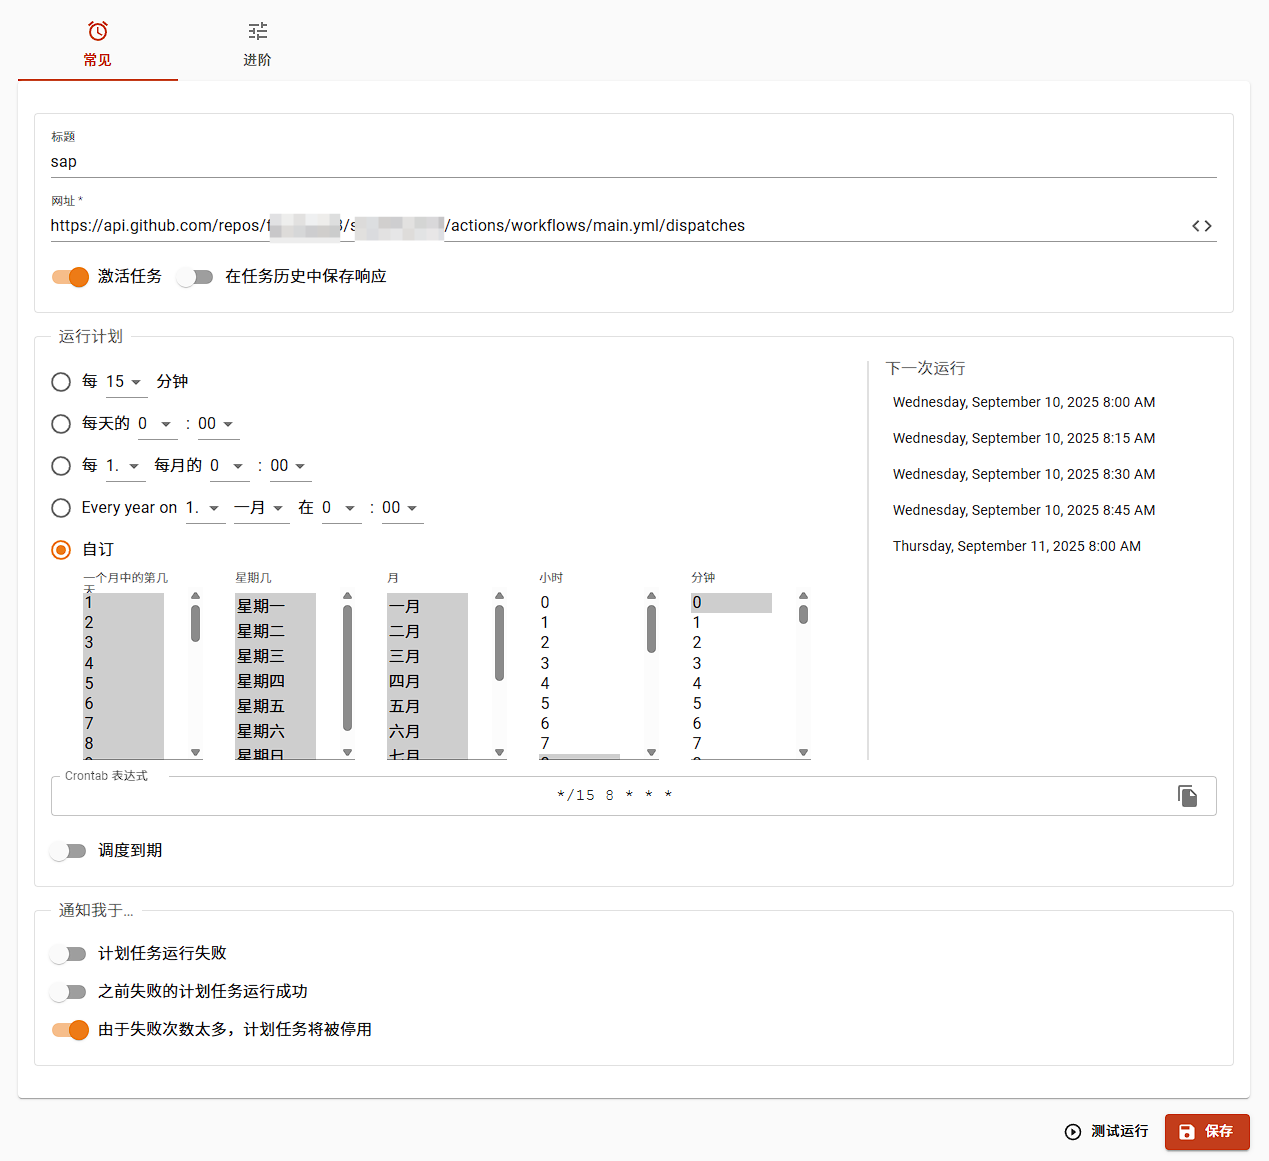 常见
进阶
标题
sap
网址 *
https://api.github.com/repos/
/actions/workflows/main.yml/dispatches
激活任务 在任务历史中保存响应
运行计划
每 15 分钟
每天的 0 : 00
每 1. 每月的 0 : 00
Every year on 1. 一月 在 0 : 00
自订
下一次运行
Wednesday, September 10, 2025 8:00 AM
Wednesday, September 10, 2025 8:15 AM
Wednesday, September 10, 2025 8:30 AM
Wednesday, September 10, 2025 8:45 AM
Thursday, September 11, 2025 8:00 AM
一个月中的第几天
1
2
3
4
5
6
7
8
星期几
星期一
星期二
星期三
星期四
星期五
星期六
星期日
月
一月
二月
三月
四月
五月
六月
七月
小时
0
1
2
3
4
5
6
7
分钟
0
1
2
3
4
5
6
7
Crontab 表达式
*/15 8 * * *
调度到期
通知我于...
计划任务运行失败
之前失败的计划任务运行成功
由于失败次数太多，计划任务将被停用
测试运行
保存